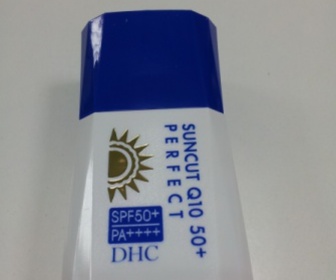 SUNCUT Q10 50+
PERFECT
SPF50+
PA++++
DHC